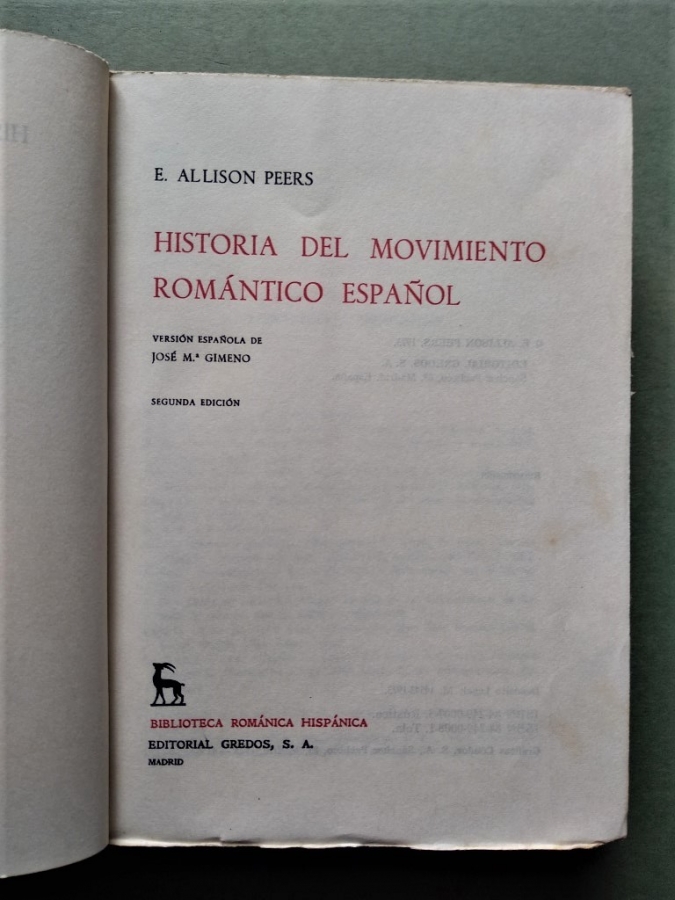 E. ALLISON PEERS
HISTORIA DEL MOVIMIENTO
ROMÁNTICO ESPAÑOL
VERSIÓN ESPAÑOLA DE
JOSÉ M.ª GIMENO
SEGUNDA EDICIÓN
BIBLIOTECA ROMÁNICA HISPÁNICA
EDITORIAL GREDOS, S. A.
MADRID